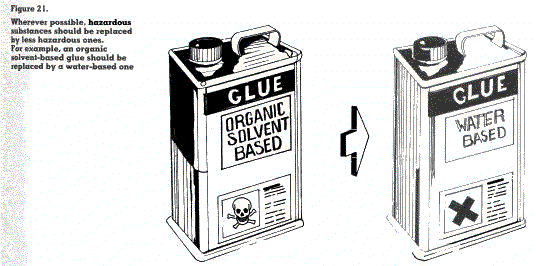 Figure 21.
Wherever possible, hazardous
substances should be replaced
by less hazardous ones.
For example, an organic
solvent-based glue should be
replaced by a water-based one
GLUE
ORGANIC
SOLVENT
BASED
GLUE
WATER
BASED